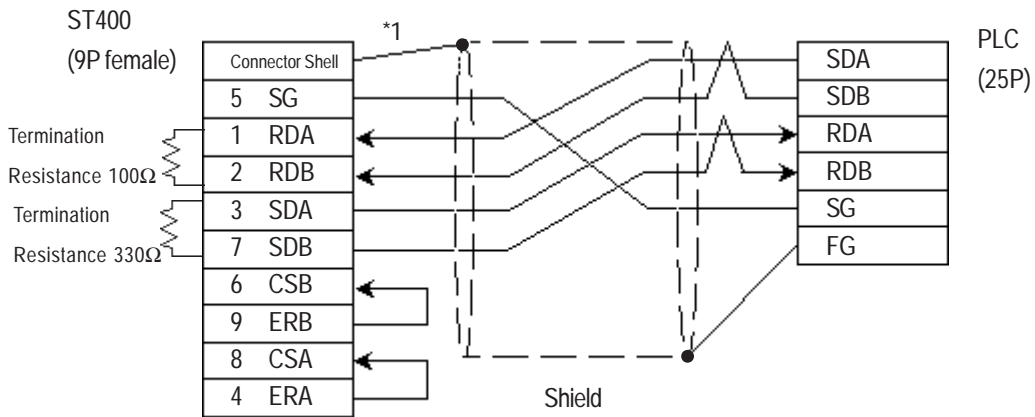 ST400
(9P female)
*1
PLC
(25P)
Connector Shell
5 SG
1 RDA
2 RDB
3 SDA
7 SDB
6 CSB
9 ERB
8 CSA
4 ERA
Termination
Resistance 100Ω
Termination
Resistance 330Ω
Shield
SDA
SDB
RDA
RDB
SG
FG